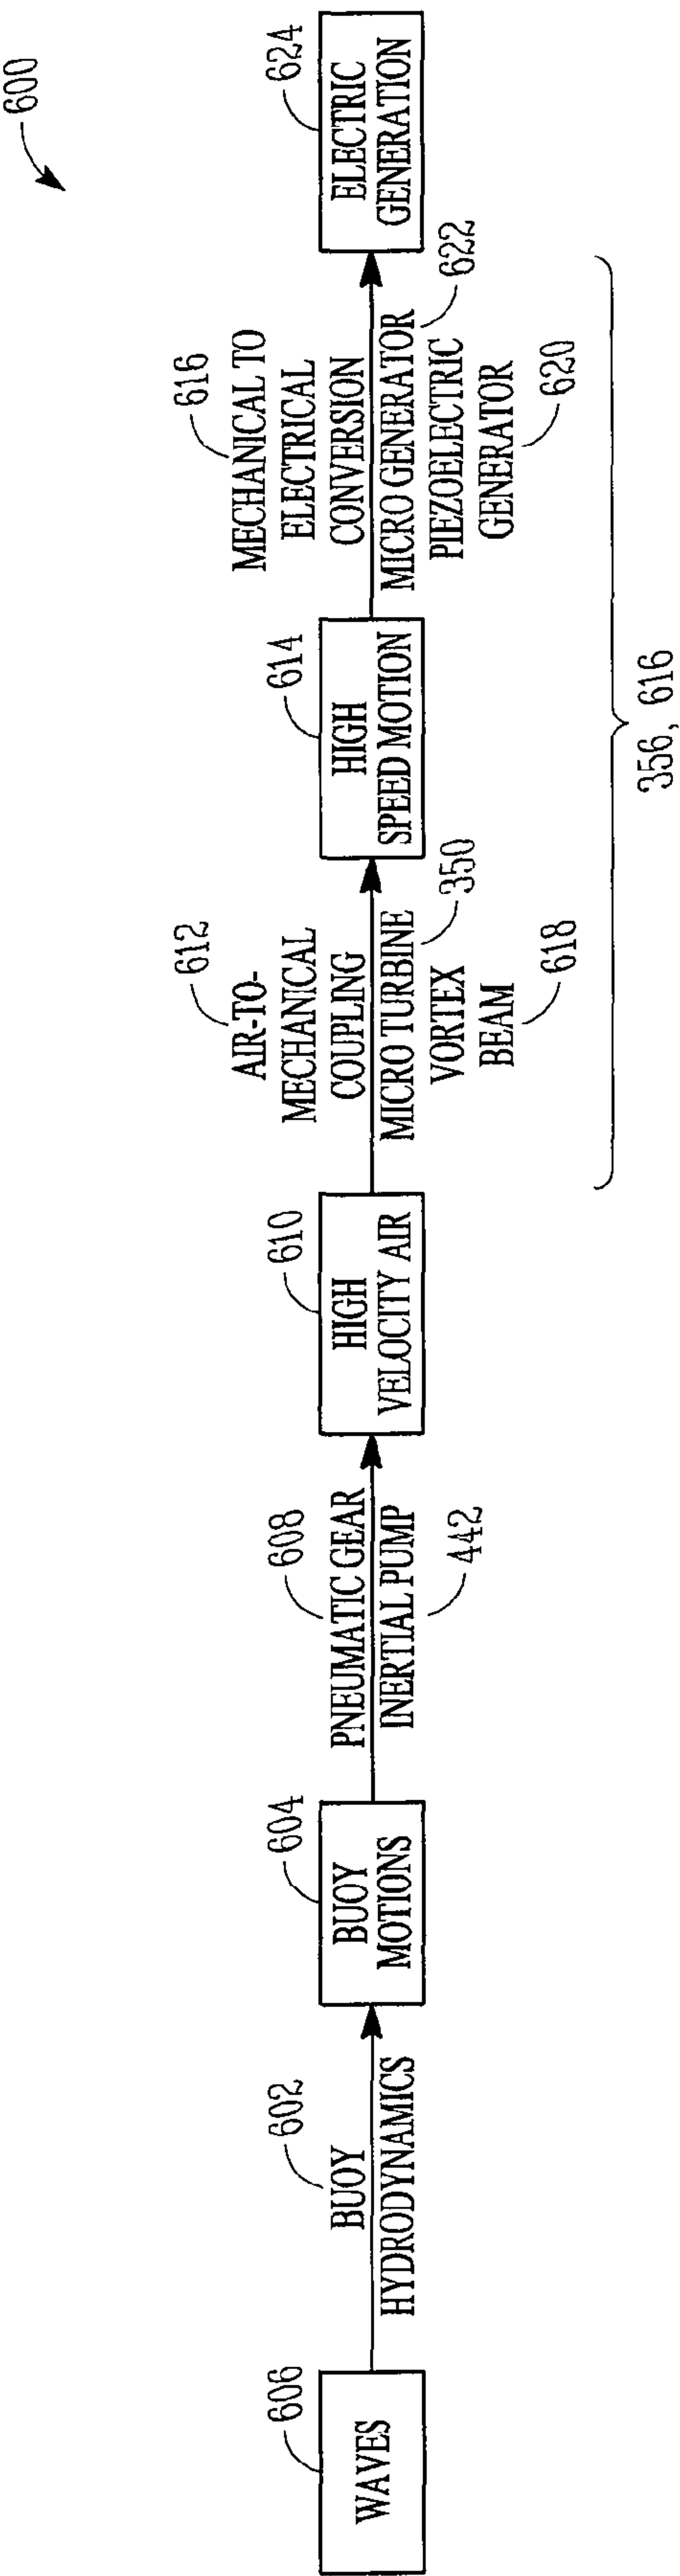 600
606
WAVES
602
BUOY
HYDRODYNAMICS
604
BUOY
MOTIONS
608
PNEUMATIC GEAR
INERTIAL PUMP
442
610
HIGH
VELOCITY AIR
612
AIR-TO-
MECHANICAL
COUPLING
MICRO TURBINE
350
VORTEX
BEAM
618
614
HIGH
SPEED MOTION
616
MECHANICAL TO
ELECTRICAL
CONVERSION
MICRO GENERATOR
622
PIEZOELECTRIC
GENERATOR
620
624
ELECTRIC
GENERATION
356, 616